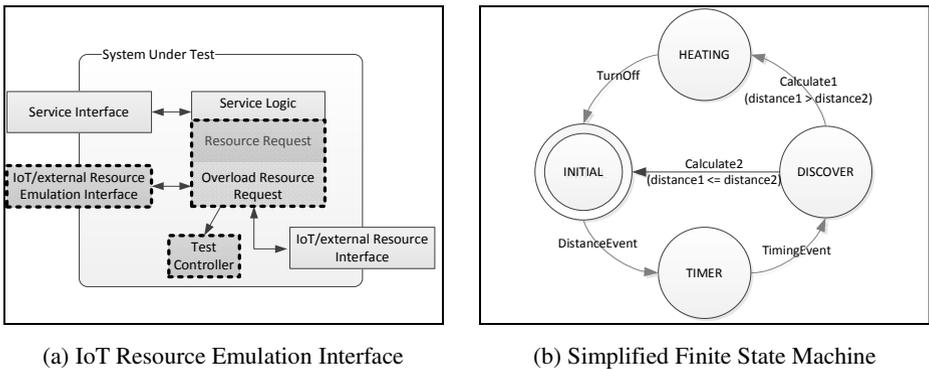 System Under Test
Service Interface
Service Logic
Resource Request
IoT/external Resource
Emulation Interface
Overload Resource
Request
Test
Controller
IoT/external Resource
Interface
(a) IoT Resource Emulation Interface
HEATING
TurnOff
Calculate1
(distance1 > distance2)
INITIAL
Calculate2
(distance1 <= distance2)
DISCOVER
DistanceEvent
TimingEvent
TIMER
(b) Simplified Finite State Machine